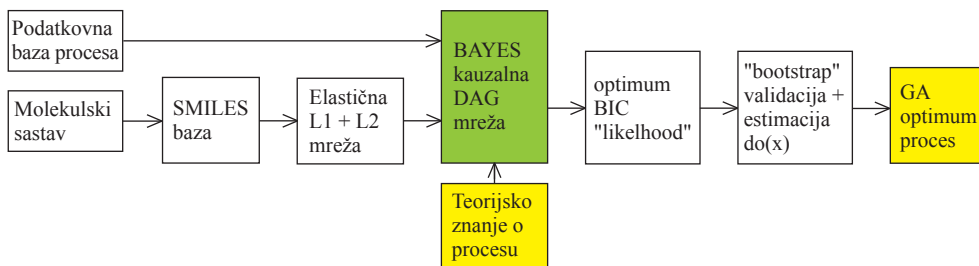 Podatkovna
baza procesa
Molekulski
sastav
SMILES
baza
Elastična
L1 + L2
mreža
BAYES
kauzalna
DAG
mreža
Teorijsko
znanje o
procesu
optimum
BIC
"likelhood"
"bootstrap"
validacija +
estimacija
do(x)
GA
optimum
proces